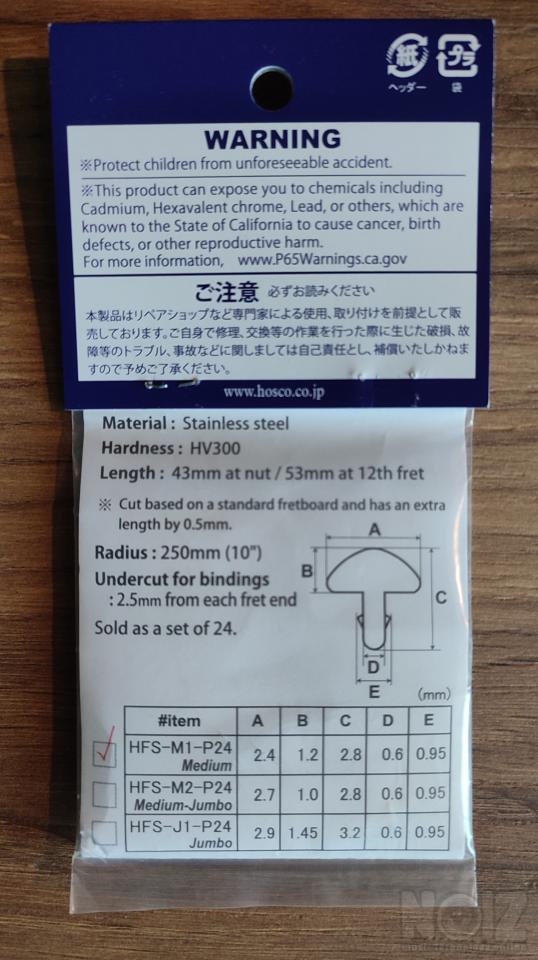 紙 プラ
ヘッダー 袋
WARNING
※Protect children from unforeseeable accident.
※This product can expose you to chemicals including
Cadmium, Hexavalent chrome, Lead, or others, which are
known to the State of California to cause cancer, birth
defects, or other reproductive harm.
For more information, www.P65Warnings.ca.gov
ご注意 必ずお読みください
本製品はリペアショップなど専門家による使用、取り付けを前提として販
売しております。ご自身で修理、交換等の作業を行った際に生じた破損、故
障等のトラブル、事故などに関しましては自己責任とし、補償いたしかねま
すので予めご了承ください。
www.hosco.co.jp
Material : Stainless steel
Hardness : HV300
Length : 43mm at nut / 53mm at 12th fret
※ Cut based on a standard fretboard and has an extra
length by 0.5mm.
Radius : 250mm (10")
Undercut for bindings
: 2.5mm from each fret end
Sold as a set of 24.
A
B
C
D
E
(mm)
#item A B C D E
HFS-M1-P24 2.4 1.2 2.8 0.6 0.95
Medium
HFS-M2-P24 2.7 1.0 2.8 0.6 0.95
Medium-Jumbo
HFS-J1-P24 2.9 1.45 3.2 0.6 0.95
Jumbo
NOIZ